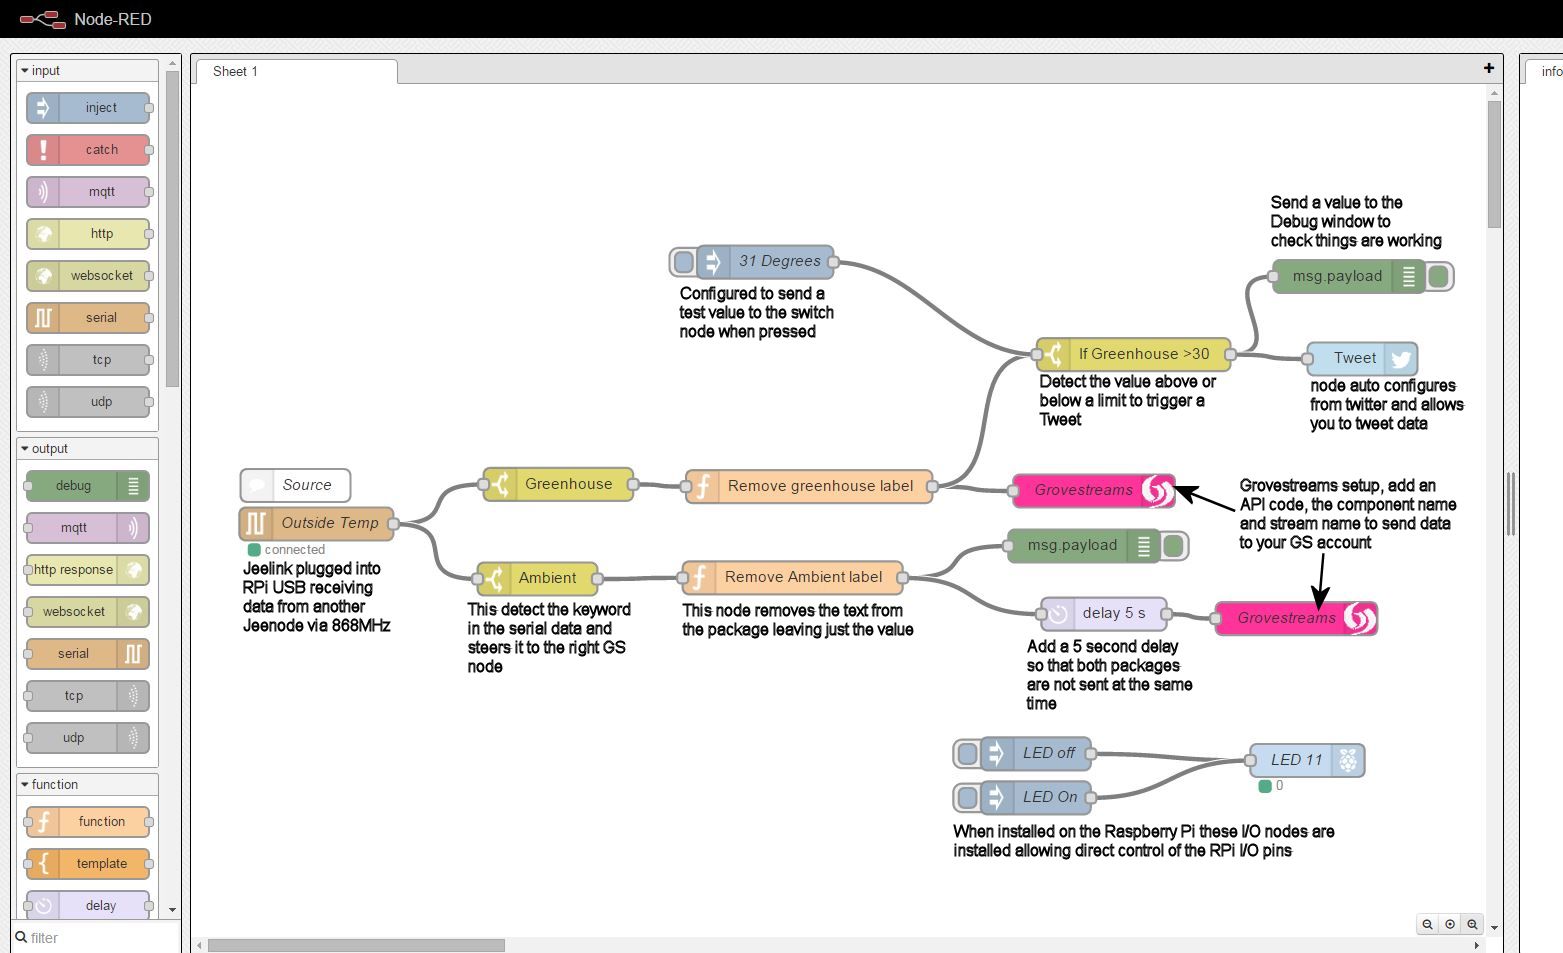 Node-RED
input
inject
catch
mqtt
http
websocket
serial
tcp
udp
output
debug
mqtt
http response
websocket
serial
tcp
udp
function
function
template
delay
filter
Sheet 1
+
info
31 Degrees
Configured to send a
test value to the switch
node when pressed
Send a value to the
Debug window to
check things are working
msg.payload
If Greenhouse >30
Detect the value above or
below a limit to trigger a
Tweet
Tweet
node auto configures
from twitter and allows
you to tweet data
Source
Outside Temp
connected
Jeelink plugged into
RPi USB receiving
data from another
Jeenode via 868MHz
Greenhouse
Remove greenhouse label
Grovestreams
Grovestreams setup, add an
API code, the component name
and stream name to send data
to your GS account
Ambient
This detect the keyword
in the serial data and
steers it to the right GS
node
Remove Ambient label
This node removes the text from
the package leaving just the value
msg.payload
delay 5 s
Add a 5 second delay
so that both packages
are not sent at the same
time
Grovestreams
LED off
LED On
LED 11
0
When installed on the Raspberry Pi these I/O nodes are
installed allowing direct control of the RPi I/O pins